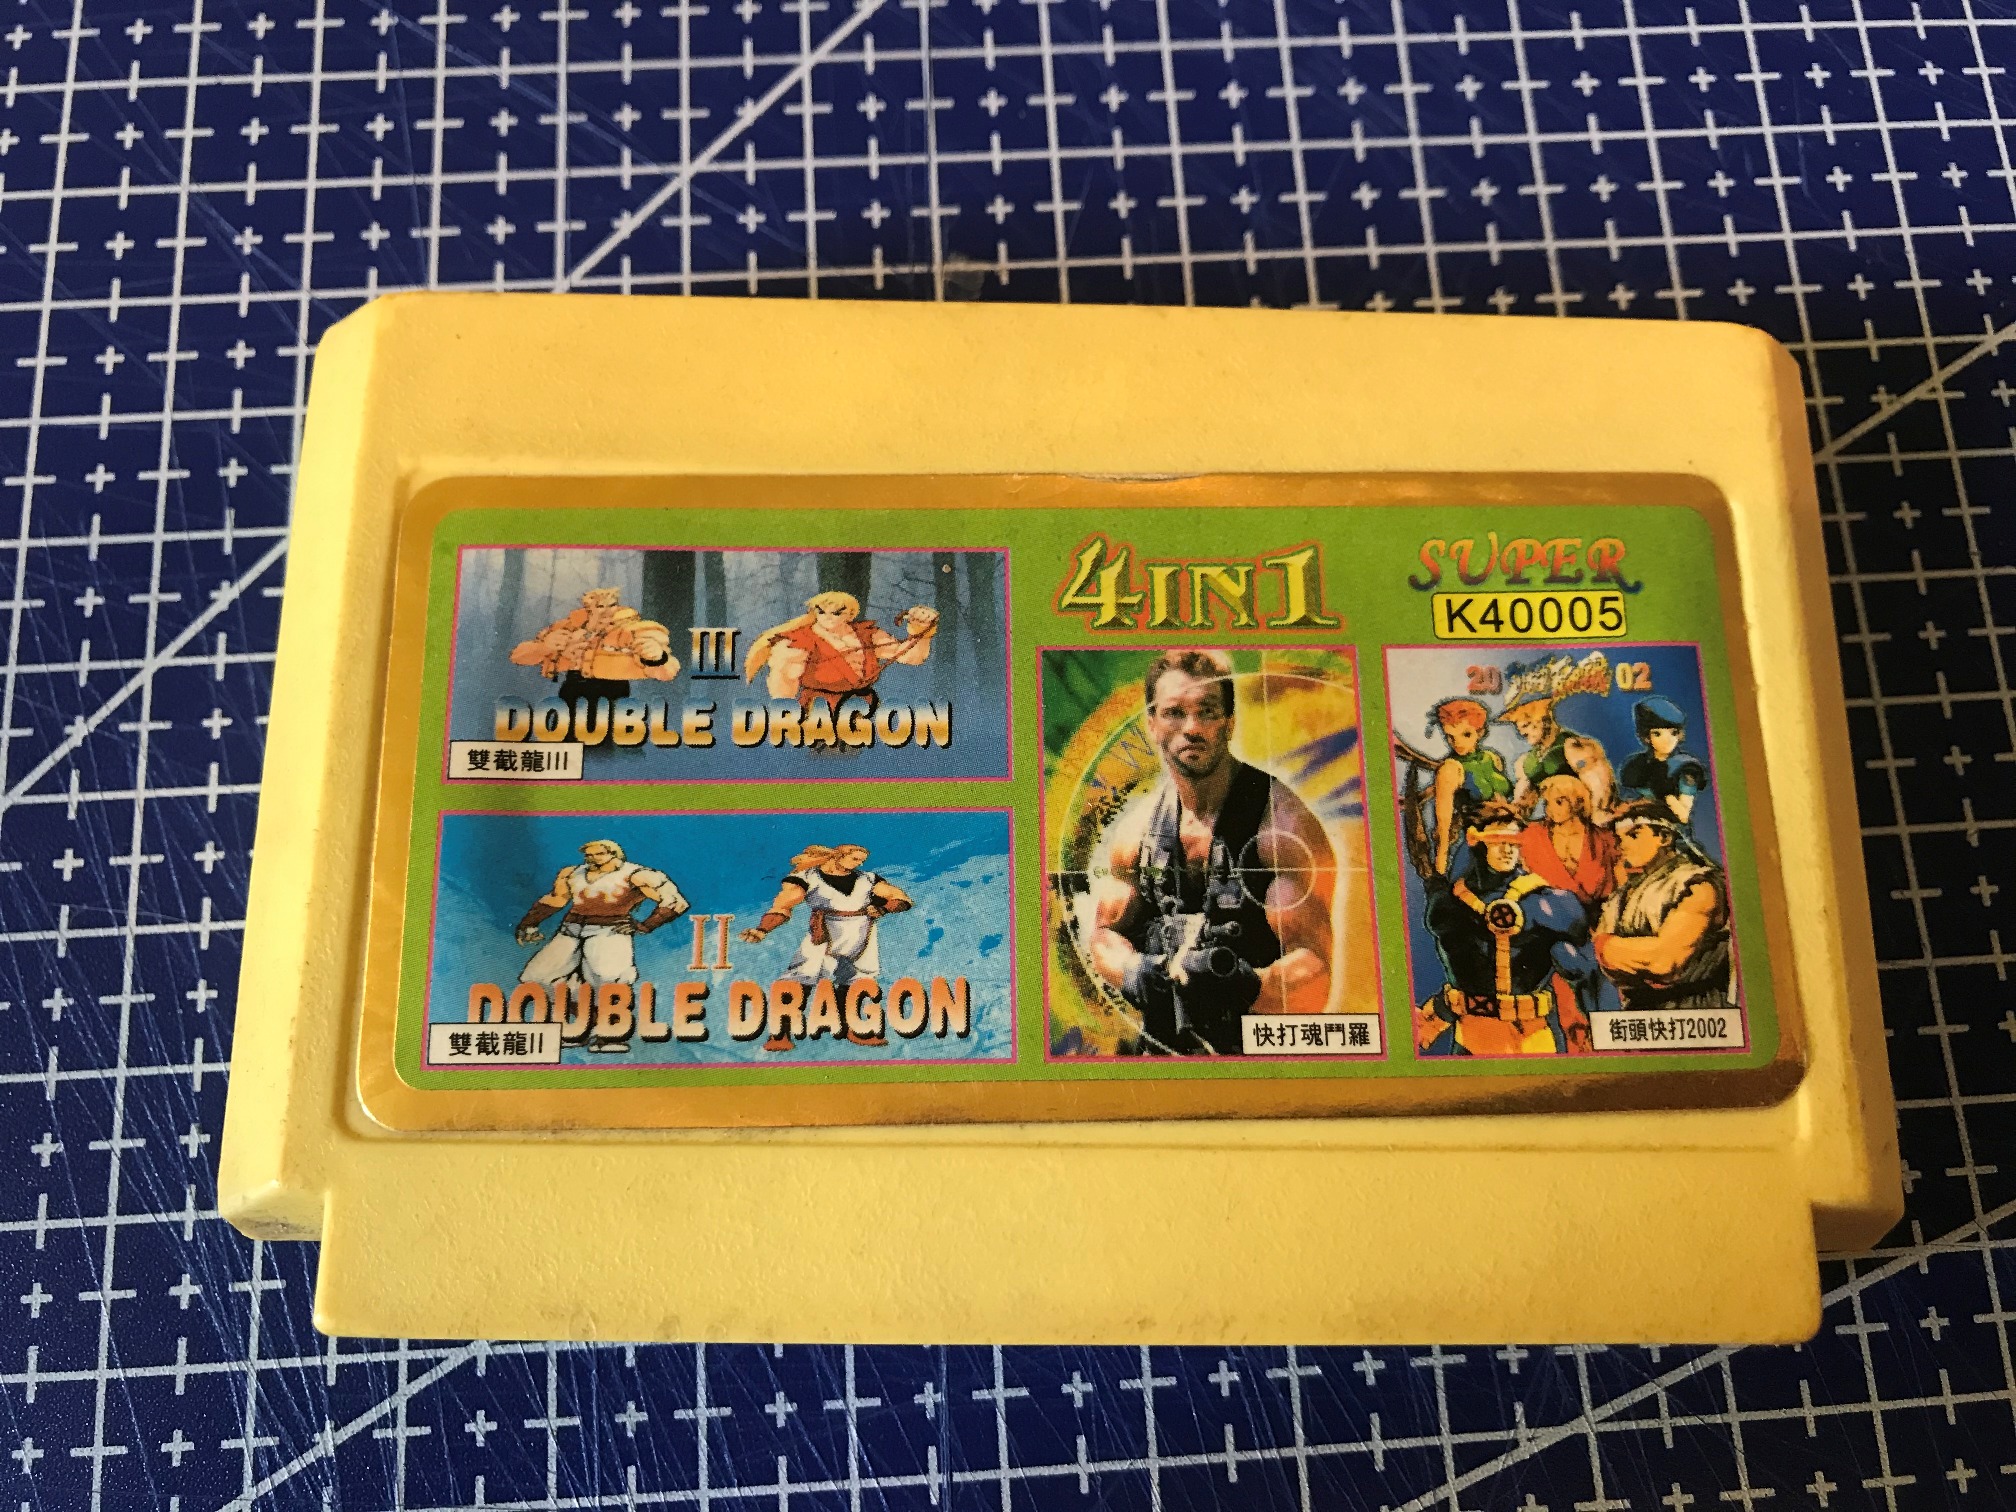 III
DOUBLE DRAGON
雙截龍III
II
DOUBLE DRAGON
雙截龍II
4IN1
SUPER
K40005
快打魂鬥羅
20 02
街頭快打2002